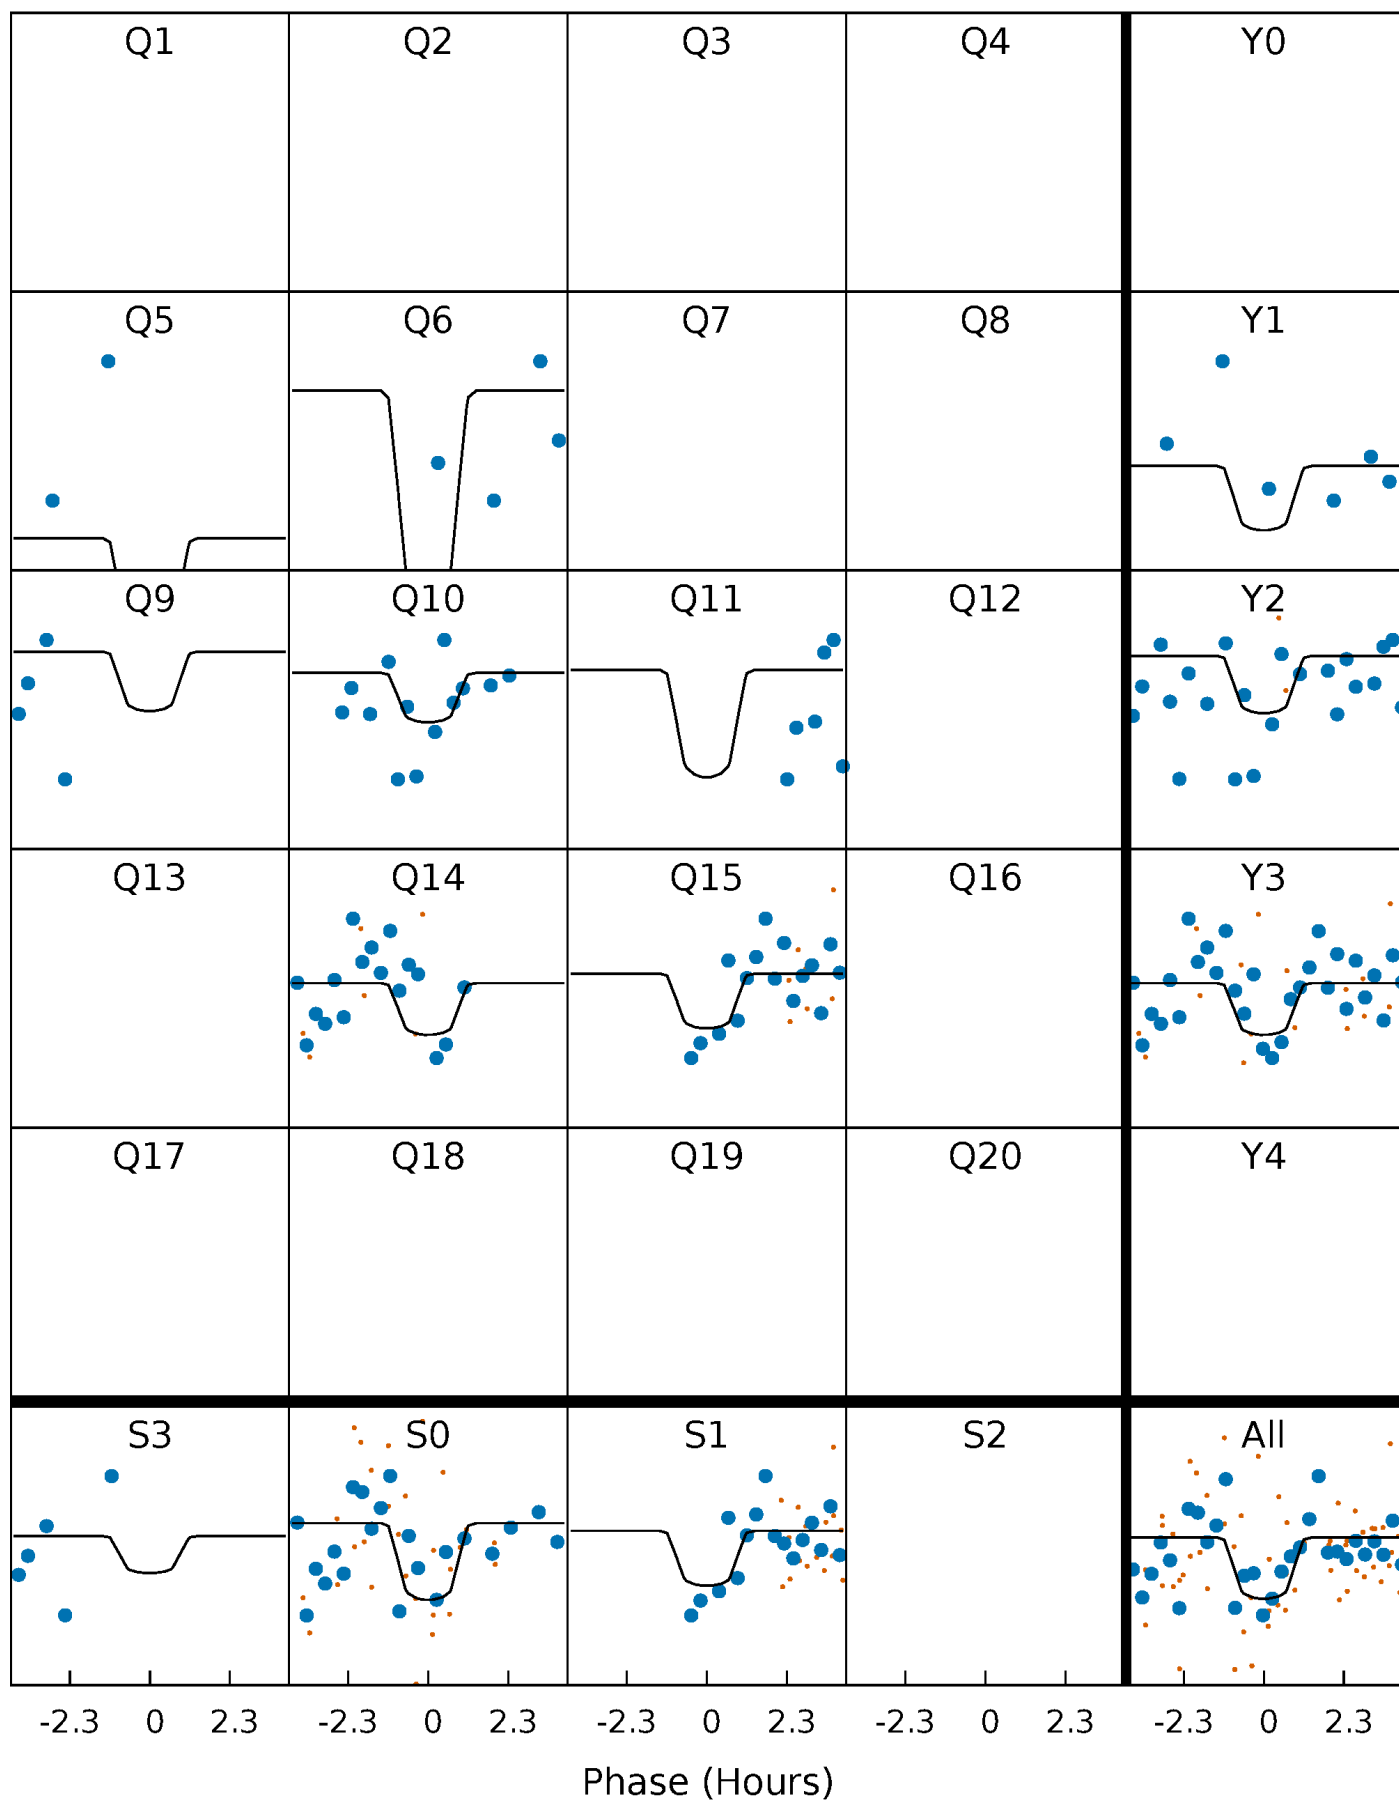 Q1 Q2 Q3 Q4 Y0
Q5 Q6 Q7 Q8 Y1
Q9 Q10 Q11 Q12 Y2
Q13 Q14 Q15 Q16 Y3
Q17 Q18 Q19 Q20 Y4
S3 S0 S1 S2 All
-2.3 0 2.3 -2.3 0 2.3 -2.3 0 2.3 -2.3 0 2.3 -2.3 0 2.3
Phase (Hours)